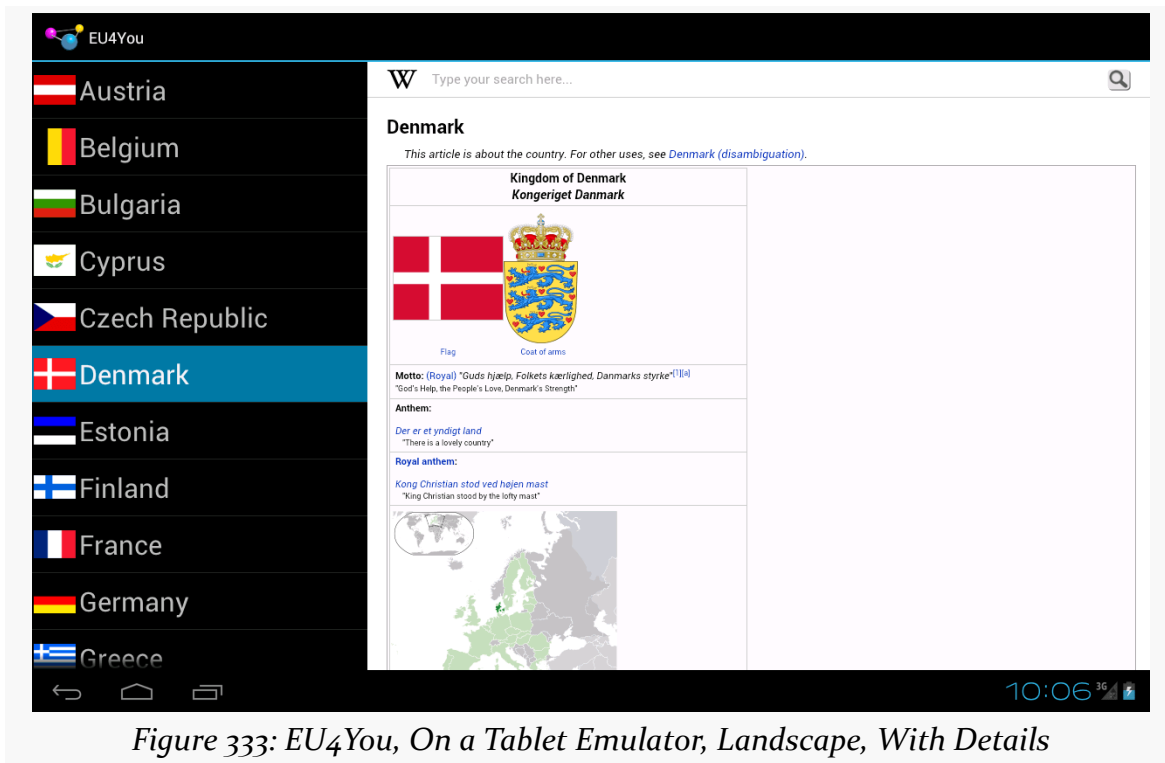 EU4You
Austria
Belgium
Bulgaria
Cyprus
Czech Republic
Denmark
Estonia
Finland
France
Germany
Greece
W Type your search here...
Denmark
This article is about the country. For other uses, see Denmark (disambiguation).
Kingdom of Denmark
Kongeriget Danmark
Flag Coat of arms
Motto: (Royal) "Guds hjælp, Folkets kærlighed, Danmarks styrke"[1][a]
"God's Help, the People's Love, Denmark's Strength"
Anthem:
Der er et yndigt land
"There is a lovely country"
Royal anthem:
Kong Christian stod ved højen mast
"King Christian stood by the lofty mast"
10:06 3G
Figure 333: EU4You, On a Tablet Emulator, Landscape, With Details